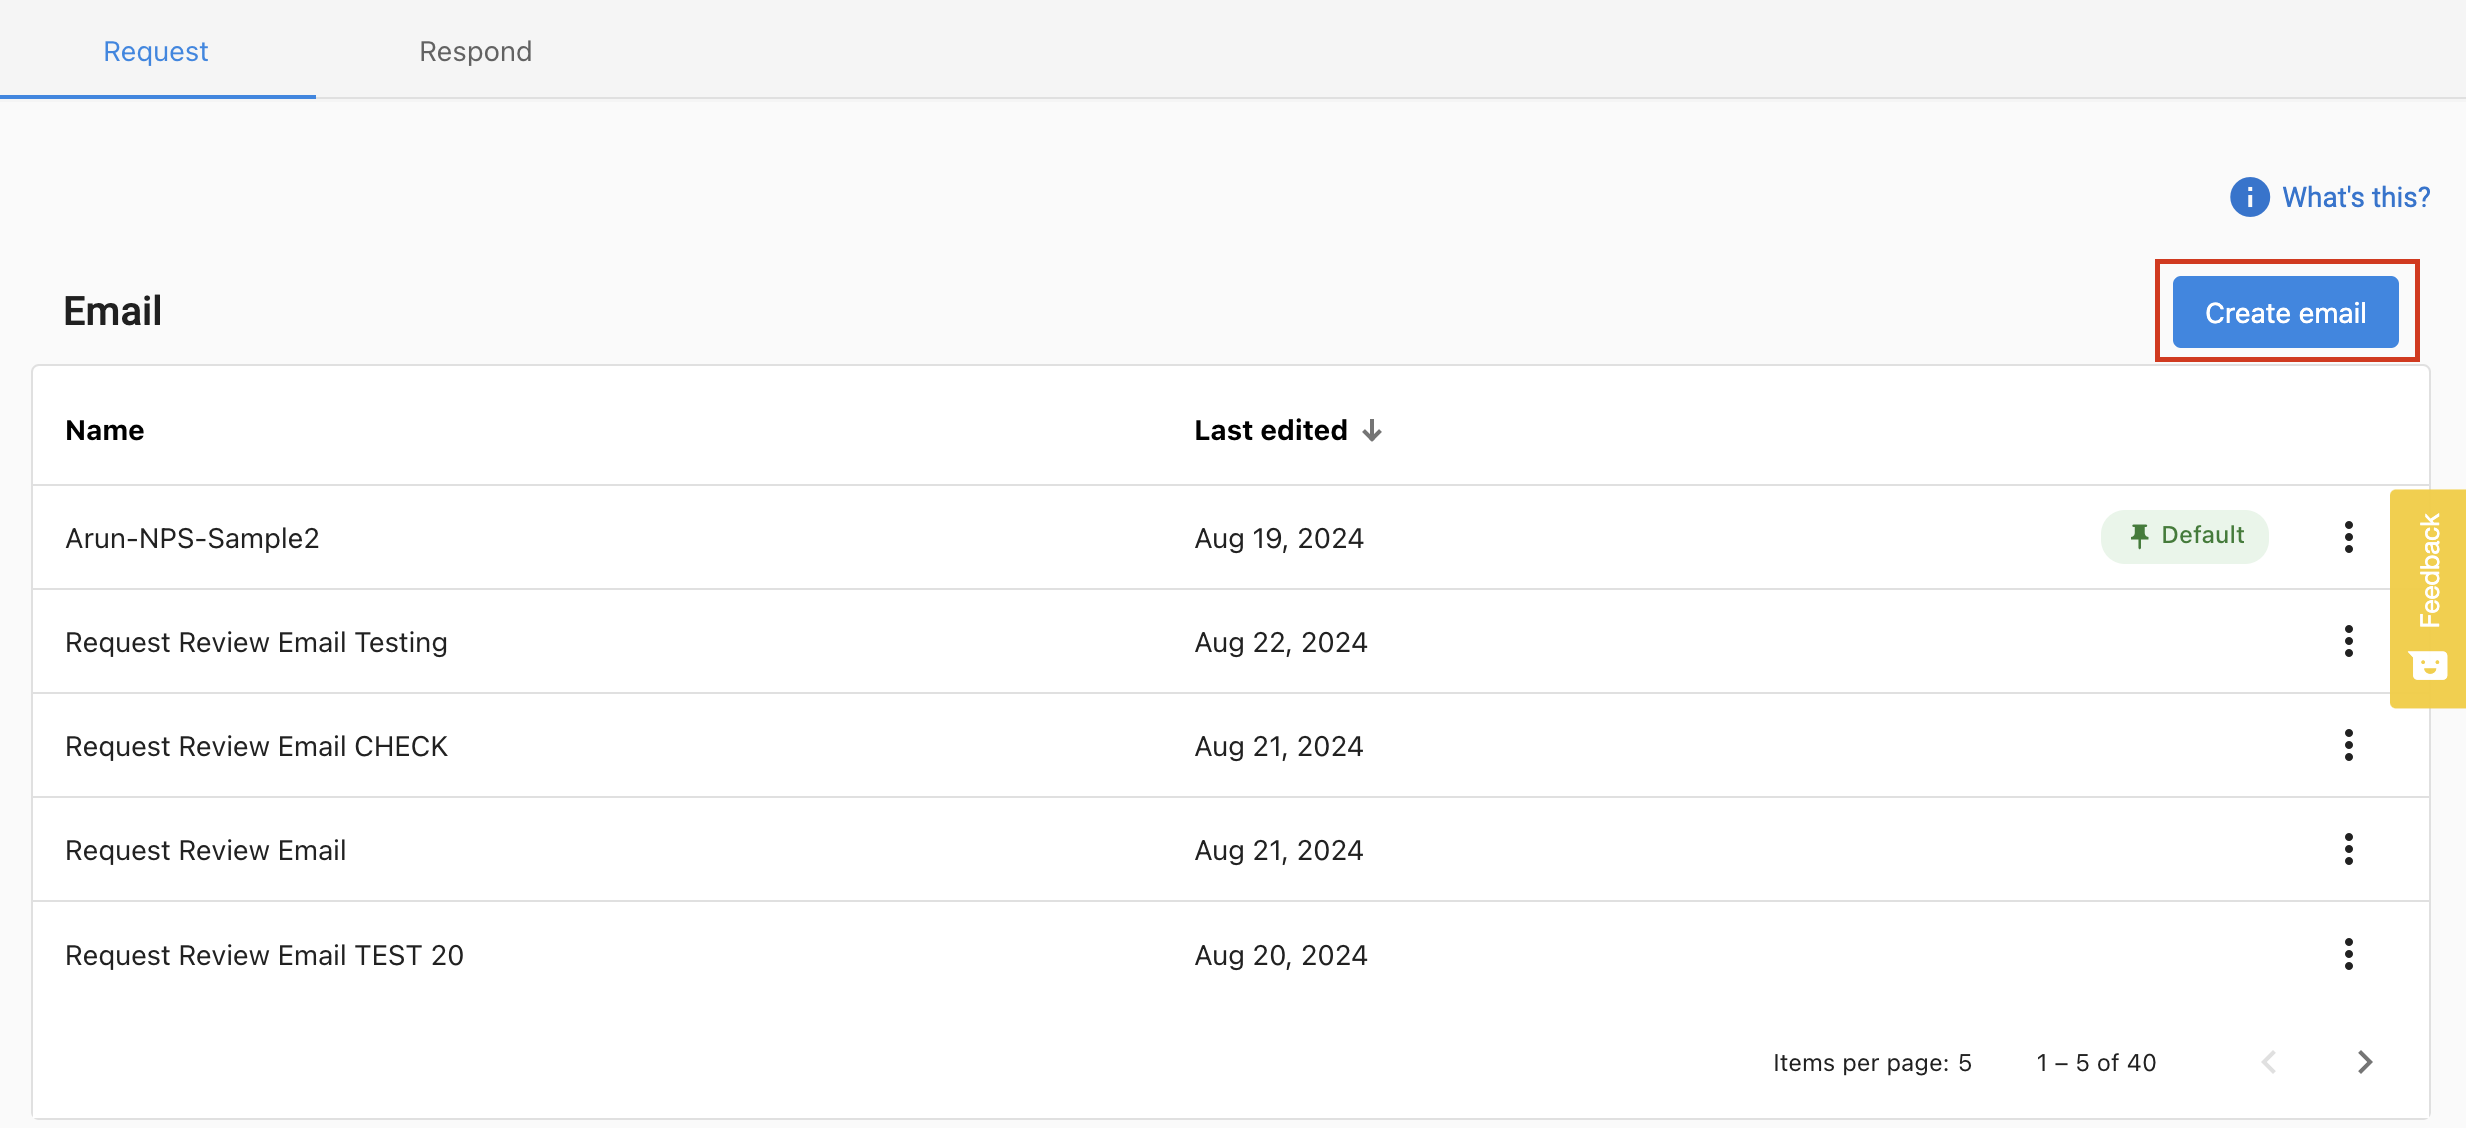 Request Respond
What's this?
Email Create email
Name Last edited
Arun-NPS-Sample2 Aug 19, 2024 Default
Feedback
Request Review Email Testing Aug 22, 2024
Request Review Email CHECK Aug 21, 2024
Request Review Email Aug 21, 2024
Request Review Email TEST 20 Aug 20, 2024
Items per page: 5 1 – 5 of 40